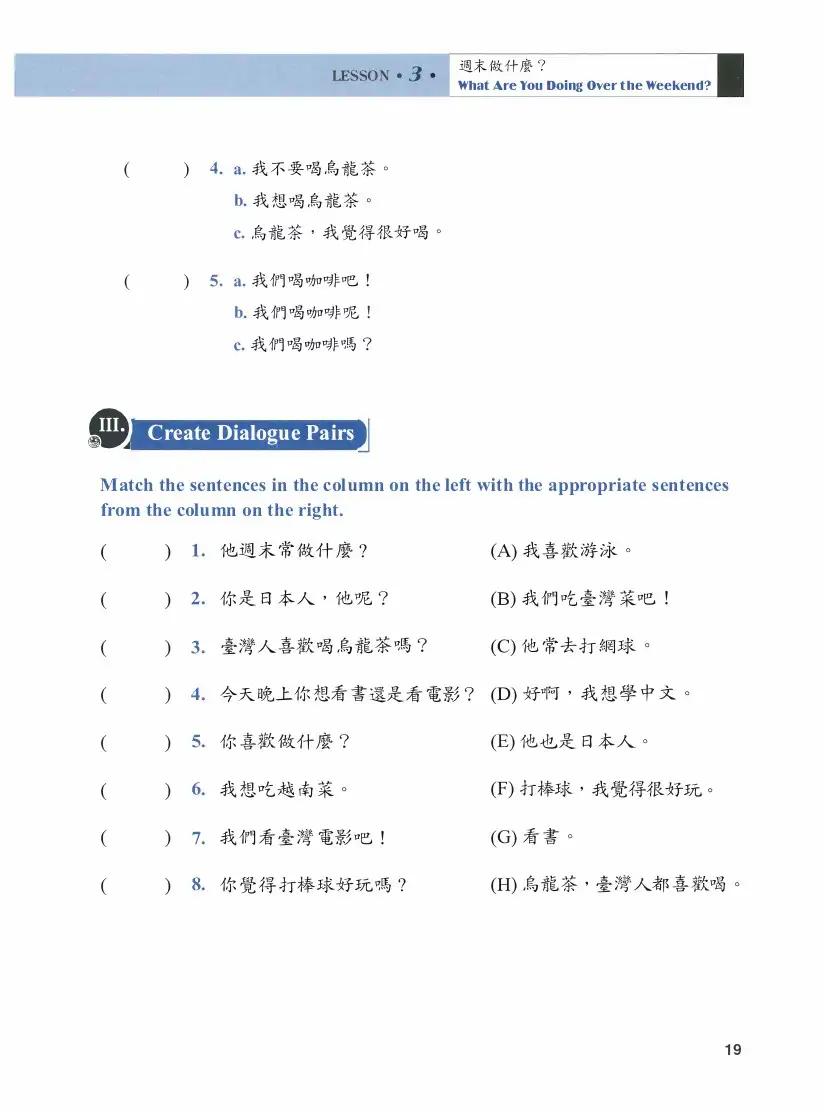 LESSON • 3 •
週末做什麼？
What Are You Doing Over the Weekend?
( ) 4. a. 我不要喝烏龍茶。
b. 我想喝烏龍茶。
c. 烏龍茶，我覺得很好喝。
( ) 5. a. 我們喝咖啡吧！
b. 我們喝咖啡呢！
c. 我們喝咖啡嗎？
III. Create Dialogue Pairs
Match the sentences in the column on the left with the appropriate sentences
from the column on the right.
( ) 1. 他週末常做什麼？ (A) 我喜歡游泳。
( ) 2. 你是日本人，他呢？ (B) 我們吃臺灣菜吧！
( ) 3. 臺灣人喜歡喝烏龍茶嗎？ (C) 他常去打網球。
( ) 4. 今天晚上你想看書還是看電影？ (D) 好啊，我想學中文。
( ) 5. 你喜歡做什麼？ (E) 他也是日本人。
( ) 6. 我想吃越南菜。 (F) 打棒球，我覺得很好玩。
( ) 7. 我們看臺灣電影吧！ (G) 看書。
( ) 8. 你覺得打棒球好玩嗎？ (H) 烏龍茶，臺灣人都喜歡喝。
19